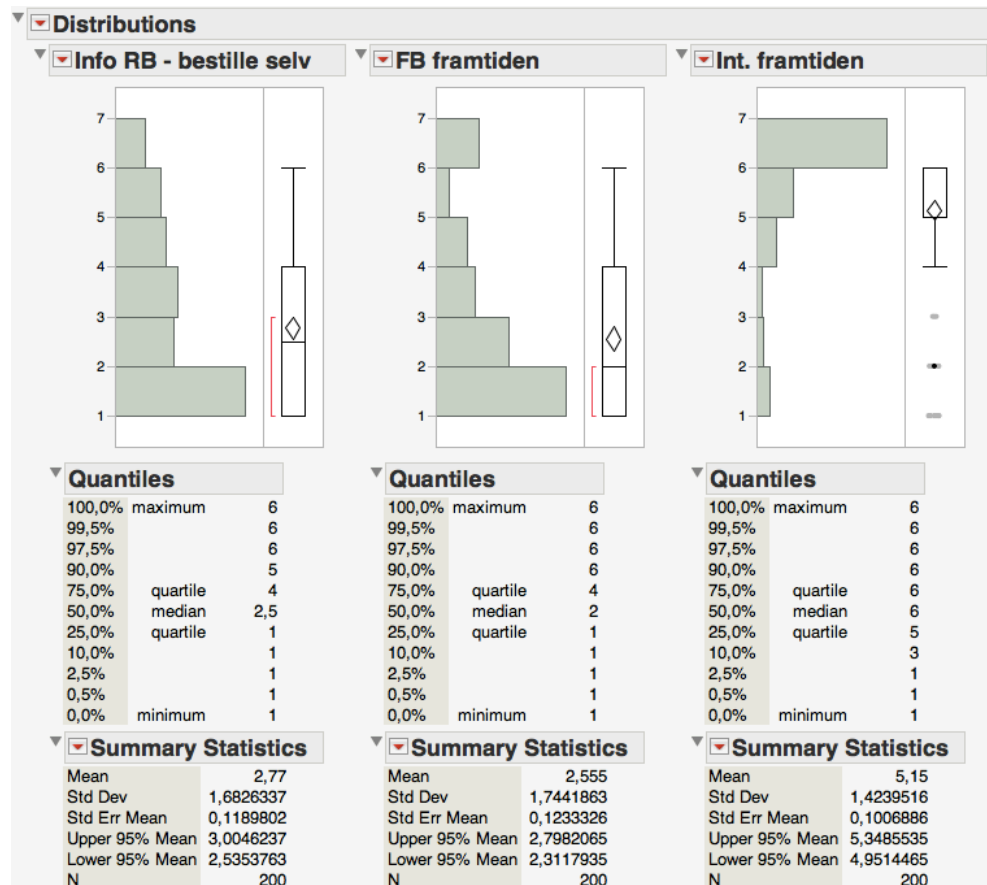 Distributions
Info RB - bestille selv
7
6
5
4
3
2
1
Quantiles
100,0% maximum 6
99,5% 6
97,5% 6
90,0% 5
75,0% quartile 4
50,0% median 2,5
25,0% quartile 1
10,0% 1
2,5% 1
0,5% 1
0,0% minimum 1
Summary Statistics
Mean 2,77
Std Dev 1,6826337
Std Err Mean 0,1189802
Upper 95% Mean 3,0046237
Lower 95% Mean 2,5353763
N 200
FB framtiden
7
6
5
4
3
2
1
Quantiles
100,0% maximum 6
99,5% 6
97,5% 6
90,0% 6
75,0% quartile 4
50,0% median 2
25,0% quartile 1
10,0% 1
2,5% 1
0,5% 1
0,0% minimum 1
Summary Statistics
Mean 2,555
Std Dev 1,7441863
Std Err Mean 0,1233326
Upper 95% Mean 2,7982065
Lower 95% Mean 2,3117935
N 200
Int. framtiden
7
6
5
4
3
2
1
Quantiles
100,0% maximum 6
99,5% 6
97,5% 6
90,0% 6
75,0% quartile 6
50,0% median 6
25,0% quartile 5
10,0% 3
2,5% 1
0,5% 1
0,0% minimum 1
Summary Statistics
Mean 5,15
Std Dev 1,4239516
Std Err Mean 0,1006886
Upper 95% Mean 5,3485535
Lower 95% Mean 4,9514465
N 200